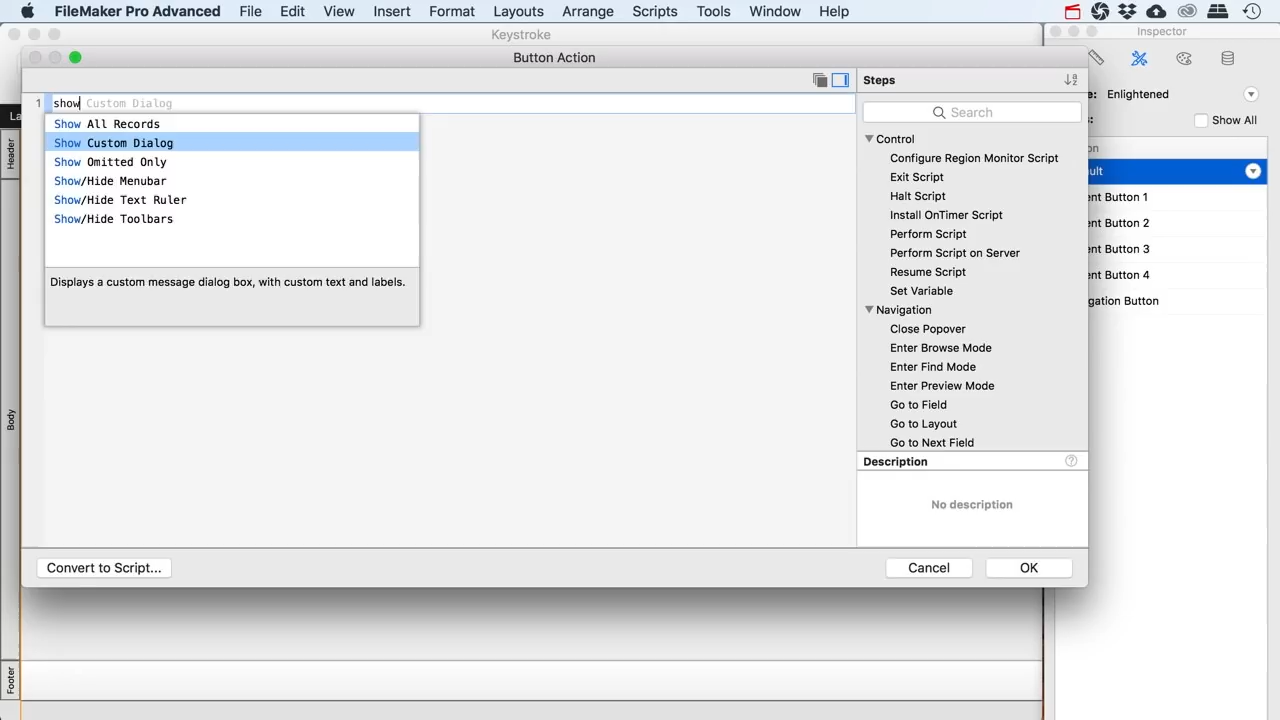 FileMaker Pro Advanced File Edit View Insert Format Layouts Arrange Scripts Tools Window Help
Keystroke
Inspector
Button Action
Steps
Enlightened
Search
Show All
1 show Custom Dialog
Show All Records
Show Custom Dialog
Show Omitted Only
Show/Hide Menubar
Show/Hide Text Ruler
Show/Hide Toolbars
Displays a custom message dialog box, with custom text and labels.
Control
Configure Region Monitor Script
Exit Script
Halt Script
Install OnTimer Script
Perform Script
Perform Script on Server
Resume Script
Set Variable
Navigation
Close Popover
Enter Browse Mode
Enter Find Mode
Enter Preview Mode
Go to Field
Go to Layout
Go to Next Field
Description
No description
Convert to Script...
Cancel
OK
La
Header
Body
Footer
e:
s:
on
ult
ent Button 1
ent Button 2
ent Button 3
ent Button 4
gation Button